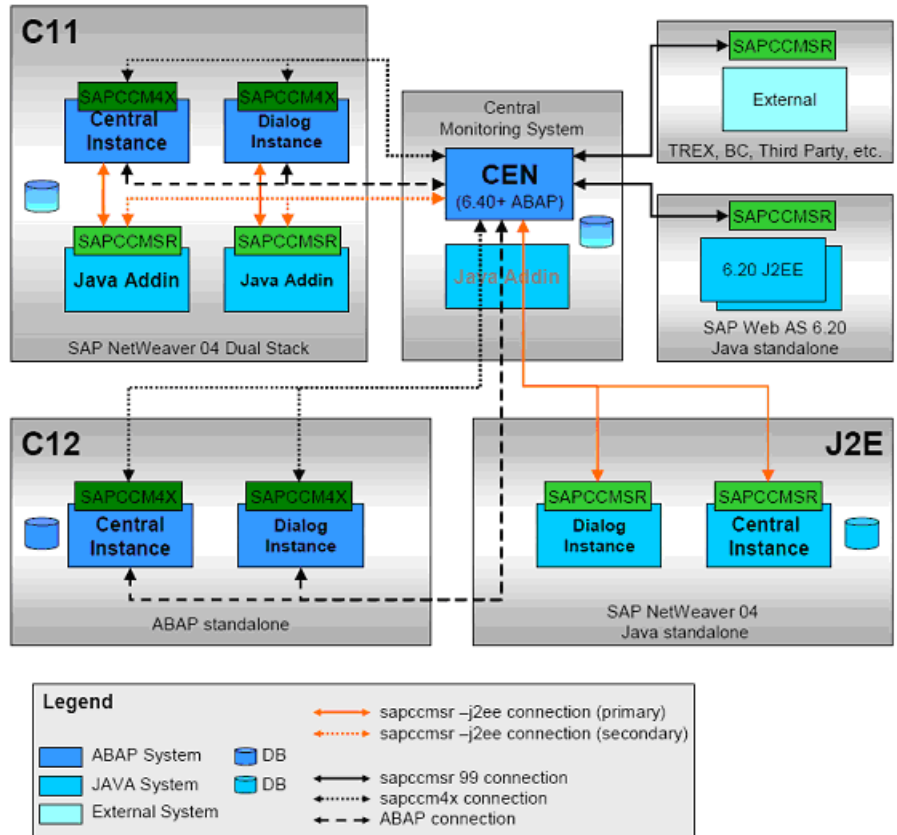 C11
SAPCCM4X
Central
Instance
SAPCCM4X
Dialog
Instance
SAPCCMSR
Java Addin
SAPCCMSR
Java Addin
SAP NetWeaver 04 Dual Stack
Central
Monitoring System
CEN
(6.40+ ABAP)
Java Addin
SAPCCMSR
External
TREX, BC, Third Party, etc.
SAPCCMSR
6.20 J2EE
SAP Web AS 6.20
Java standalone
C12
SAPCCM4X
Central
Instance
SAPCCM4X
Dialog
Instance
ABAP standalone
J2E
SAPCCMSR
Dialog
Instance
SAPCCMSR
Central
Instance
SAP NetWeaver 04
Java standalone
Legend
ABAP System
DB
JAVA System
DB
External System
sapccmsr –j2ee connection (primary)
sapccmsr –j2ee connection (secondary)
sapccmsr 99 connection
sapccm4x connection
ABAP connection